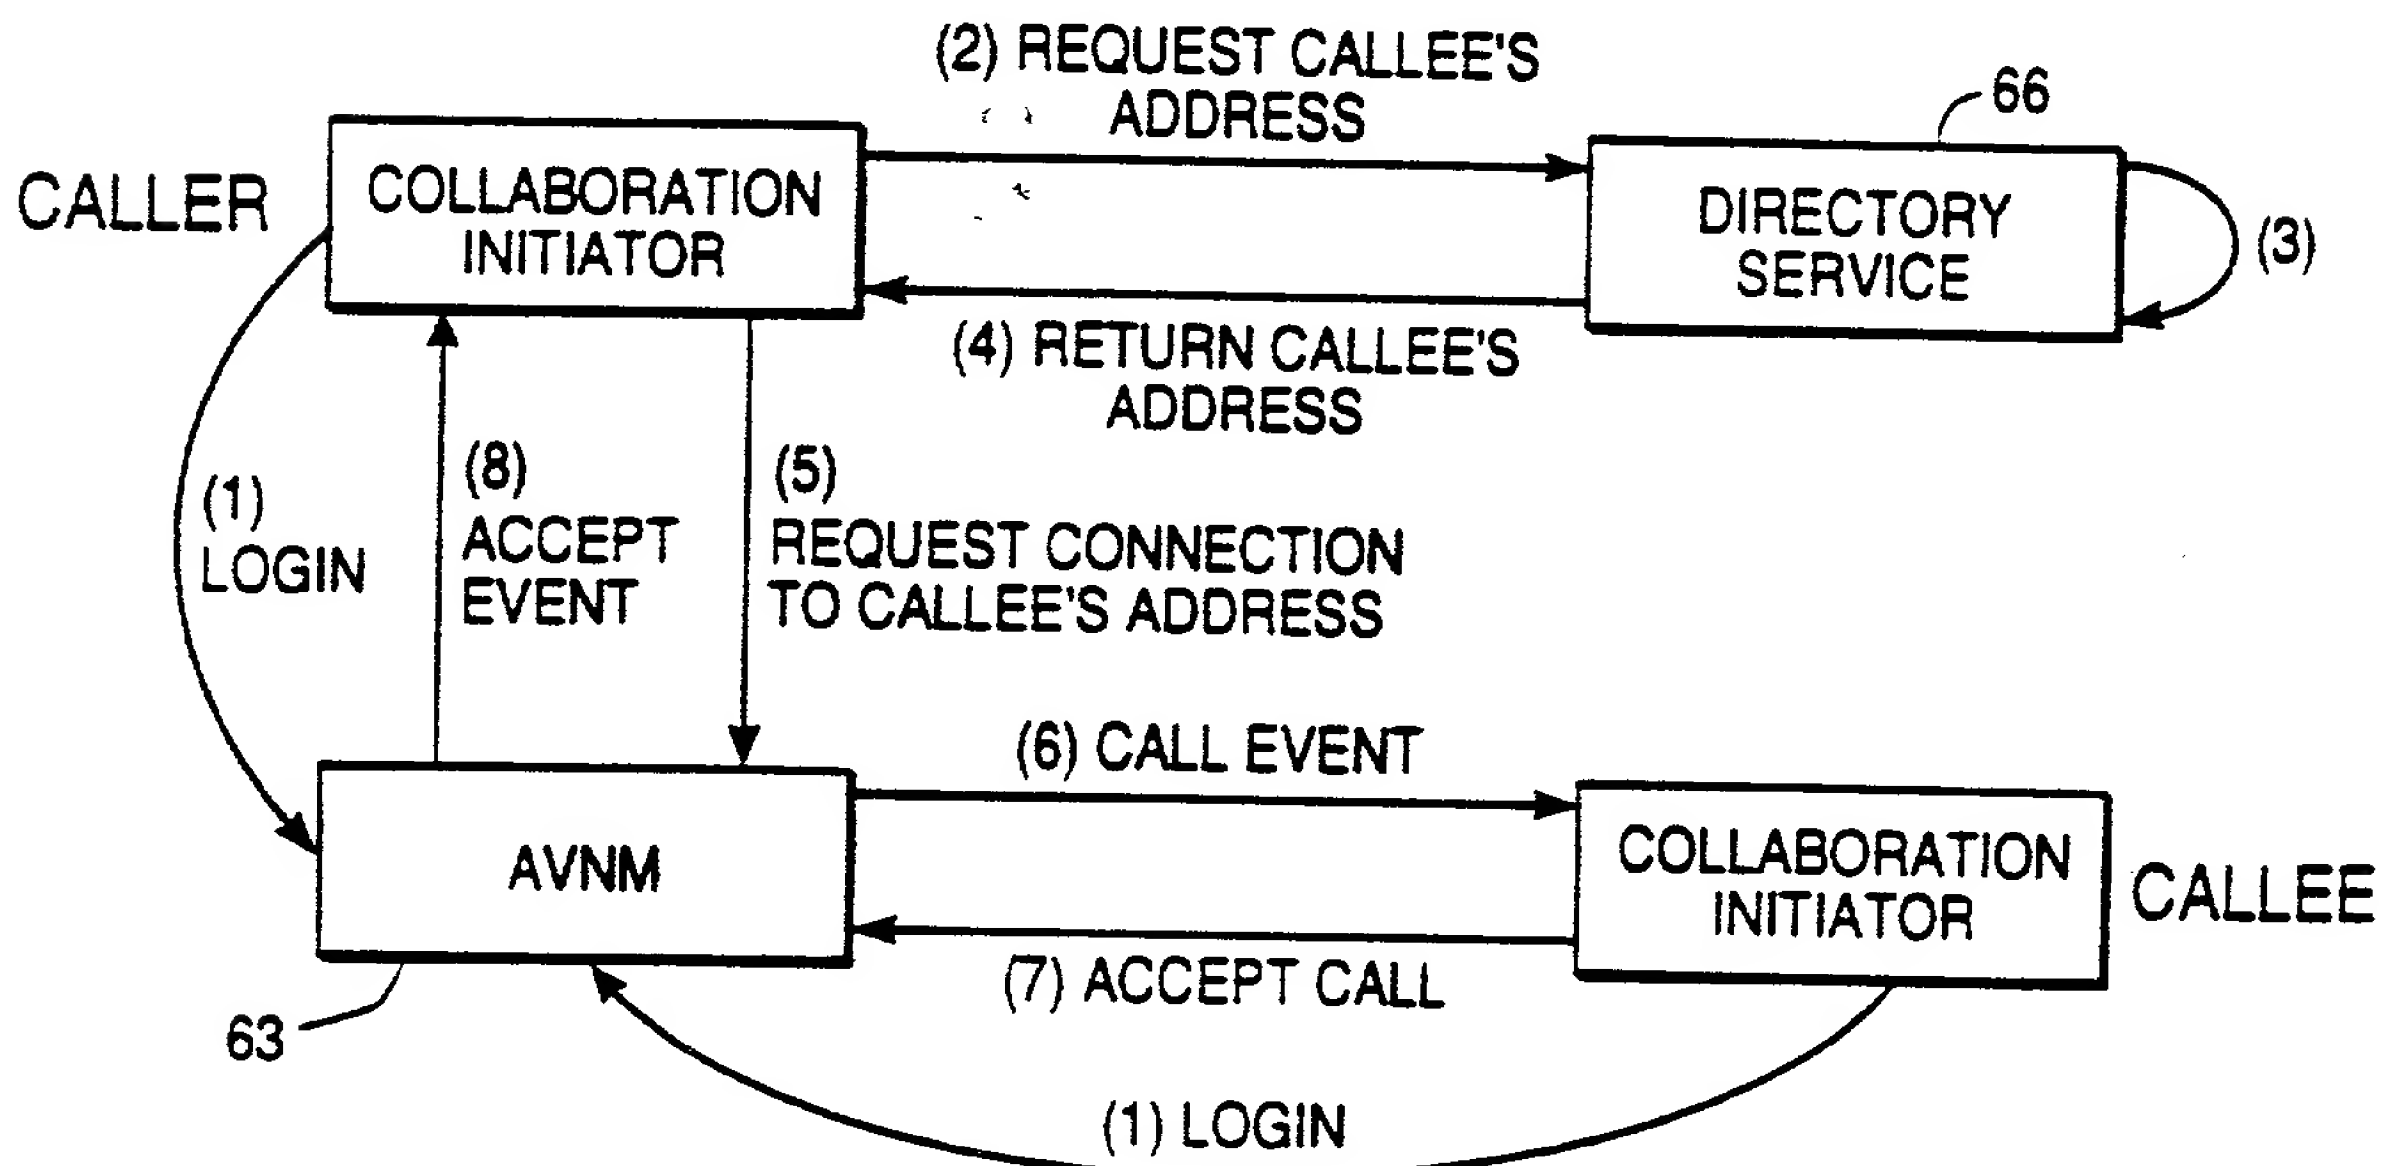 (2) REQUEST CALLEE'S
ADDRESS
66
CALLER
COLLABORATION
INITIATOR
DIRECTORY
SERVICE
(3)
(4) RETURN CALLEE'S
ADDRESS
(1)
LOGIN
(8)
ACCEPT
EVENT
(5)
REQUEST CONNECTION
TO CALLEE'S ADDRESS
(6) CALL EVENT
AVNM
COLLABORATION
INITIATOR
CALLEE
(7) ACCEPT CALL
63
(1) LOGIN